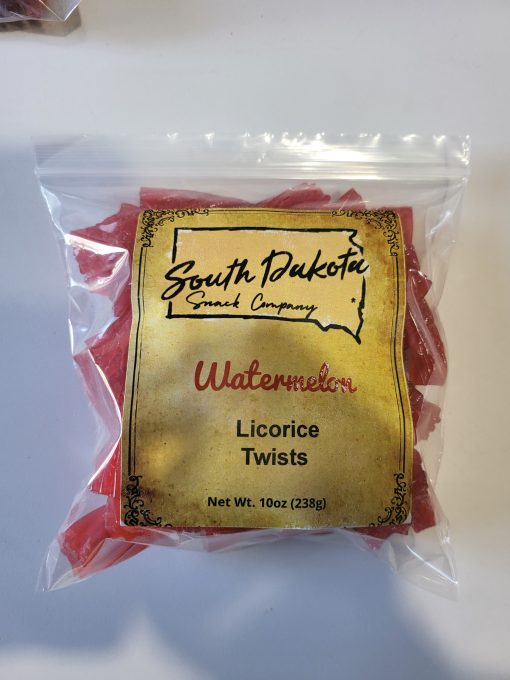 South Dakota
Snack Company
Watermelon
Licorice
Twists
Net Wt. 10oz (238g)